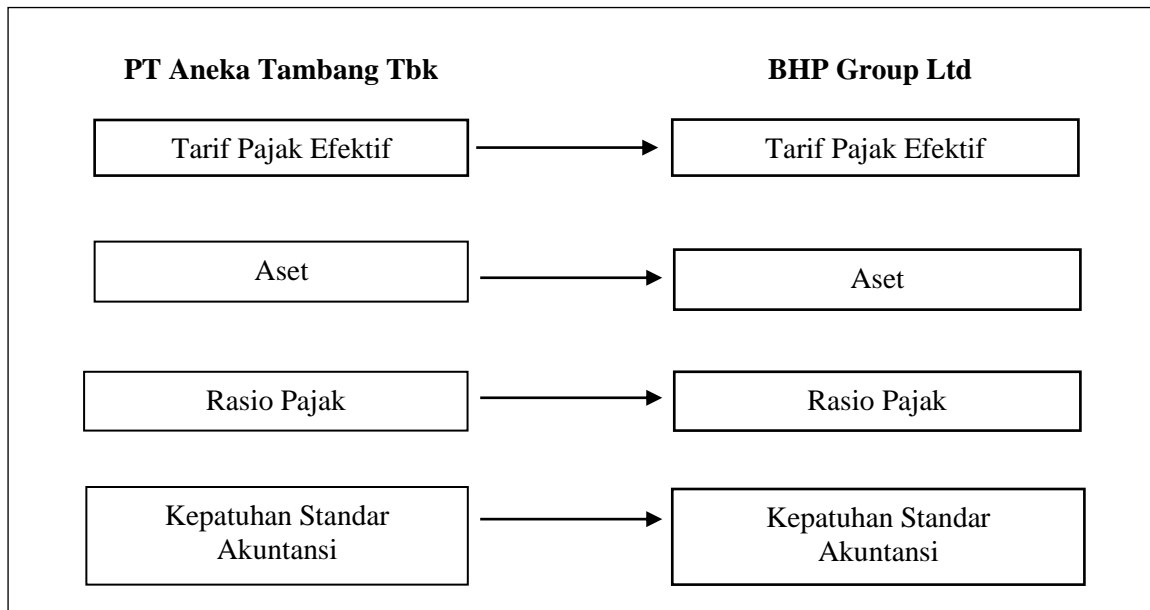 PT Aneka Tambang Tbk
BHP Group Ltd
Tarif Pajak Efektif
Tarif Pajak Efektif
Aset
Aset
Rasio Pajak
Rasio Pajak
Kepatuhan Standar
Akuntansi
Kepatuhan Standar
Akuntansi